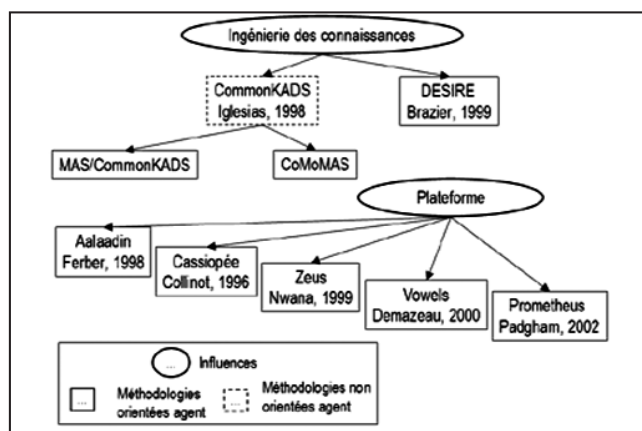 Ingénierie des connaissances
CommonKADS
Iglesias, 1998
DESIRE
Brazier, 1999
MAS/CommonKADS
CoMoMAS
Plateforme
Aalaadin
Ferber, 1998
Cassiopée
Collinot, 1996
Zeus
Nwana, 1999
Vowels
Demazeau, 2000
Prometheus
Padgham, 2002
... Influences
... Méthodologies
orientées agent
... Méthodologies non
orientées agent